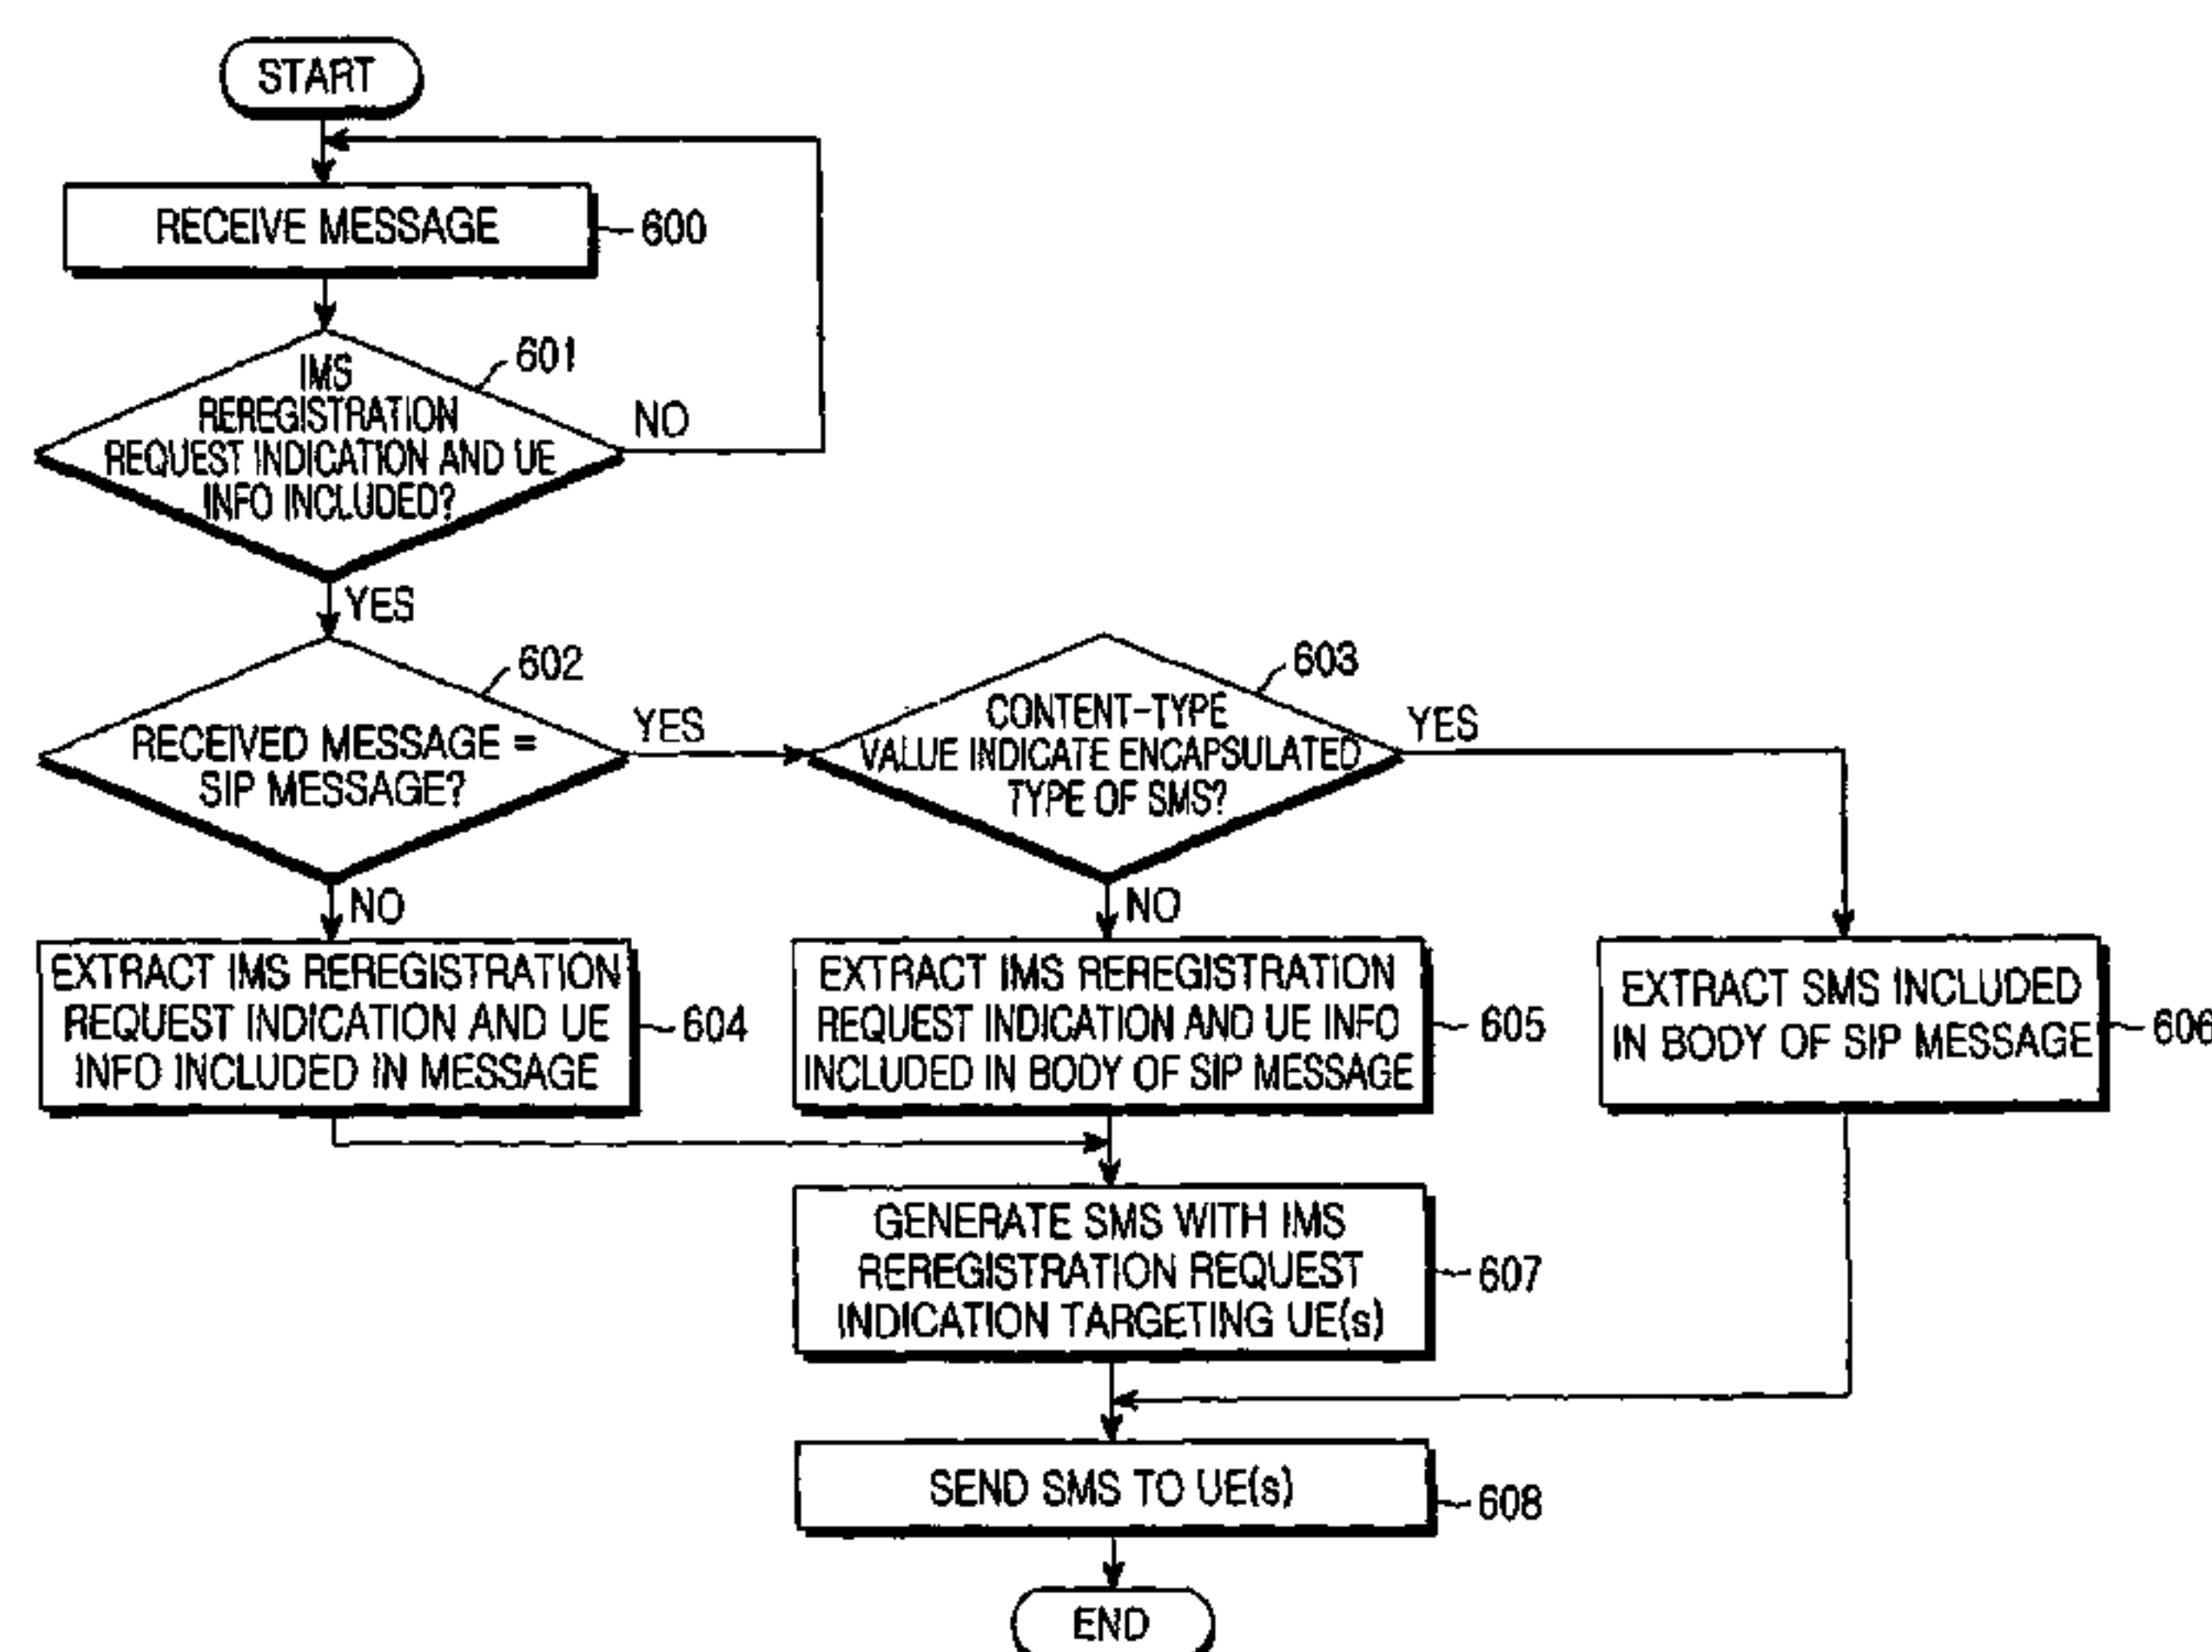 START
RECEIVE MESSAGE
600
IMS
REREGISTRATION
REQUEST INDICATION AND UE
INFO INCLUDED?
601
NO
YES
RECEIVED MESSAGE =
SIP MESSAGE?
602
YES
NO
CONTENT-TYPE
VALUE INDICATE ENCAPSULATED
TYPE OF SMS?
603
YES
NO
EXTRACT IMS REREGISTRATION
REQUEST INDICATION AND UE
INFO INCLUDED IN MESSAGE
604
EXTRACT IMS REREGISTRATION
REQUEST INDICATION AND UE INFO
INCLUDED IN BODY OF SIP MESSAGE
605
EXTRACT SMS INCLUDED
IN BODY OF SIP MESSAGE
606
GENERATE SMS WITH IMS
REREGISTRATION REQUEST
INDICATION TARGETING UE(s)
607
SEND SMS TO UE(s)
608
END